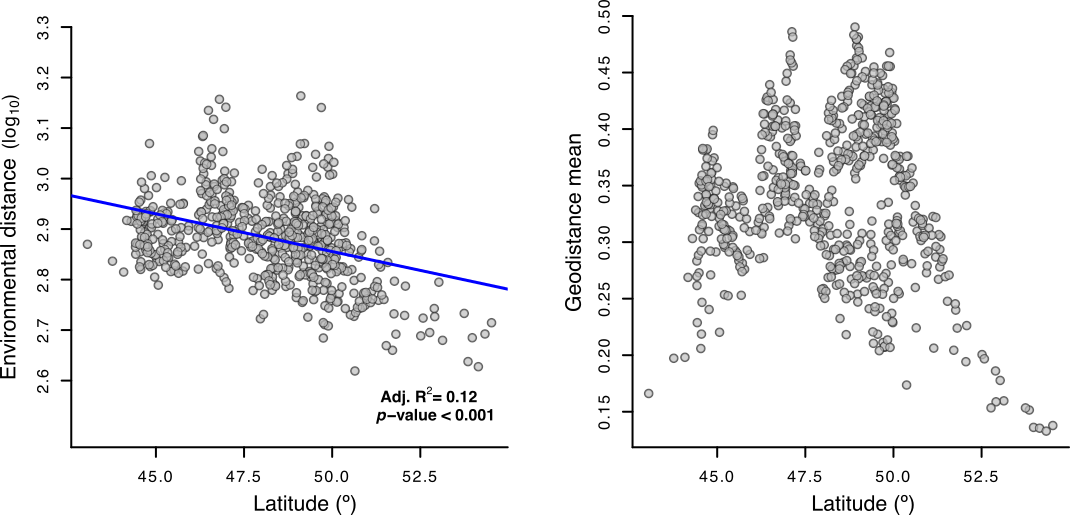 Environmental distance (log10)
3.3
3.2
3.1
3.0
2.9
2.8
2.7
2.6
Adj. R2= 0.12
p−value < 0.001
45.0 47.5 50.0 52.5
Latitude (º)
Geodistance mean
0.50
0.45
0.40
0.35
0.30
0.25
0.20
0.15
45.0 47.5 50.0 52.5
Latitude (º)